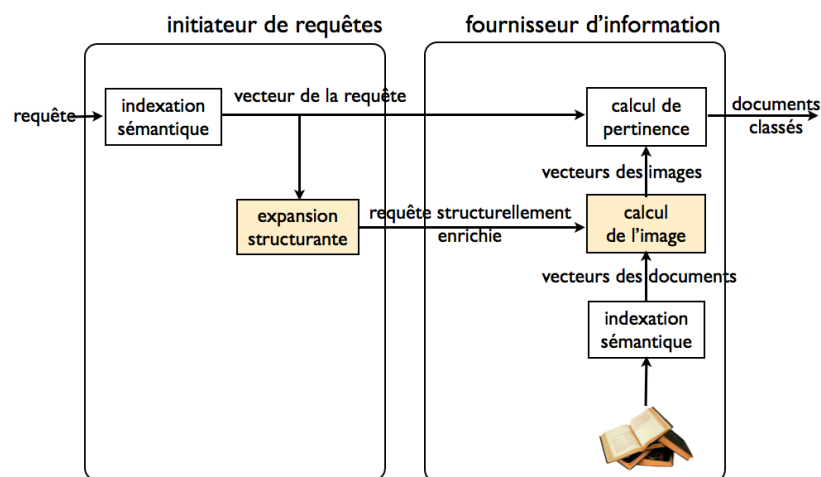 initiateur de requêtes
fournisseur d'information
requête
indexation
sémantique
vecteur de la requête
calcul de
pertinence
documents
classés
vecteurs des images
expansion
structurante
requête structurellement
enrichie
calcul
de l'image
vecteurs des documents
indexation
sémantique